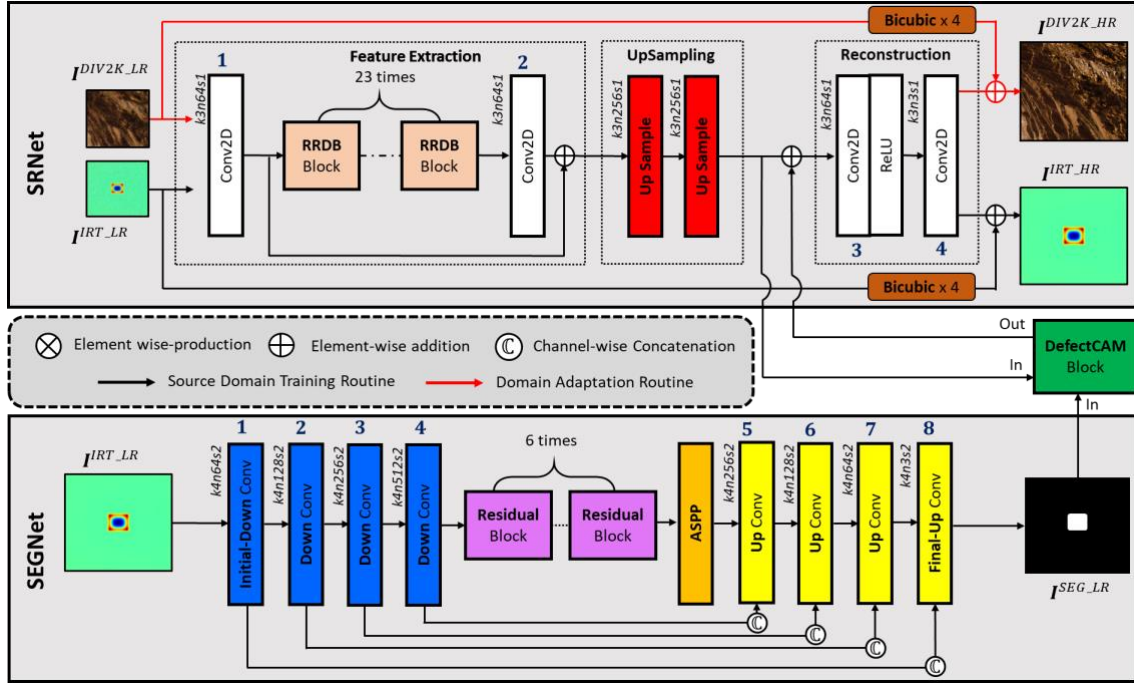 SRNet
I^{DIV2K_LR}
I^{IRT_LR}
Feature Extraction
23 times
1
k3n64s1
Conv2D
RRDB
Block
RRDB
Block
2
k3n64s1
Conv2D
UpSampling
k3n256s1
Up Sample
k3n256s1
Up Sample
Reconstruction
k3n64s1
Conv2D
ReLU
k3n3s1
Conv2D
3
4
Bicubic x 4
Bicubic x 4
I^{DIV2K_HR}
I^{IRT_HR}
Element wise-production
Element-wise addition
ℂ
Channel-wise Concatenation
Source Domain Training Routine
Domain Adaptation Routine
Out
In
DefectCAM
Block
In
SEGNet
I^{IRT_LR}
1
k4n64s2
Initial-Down Conv
2
k4n128s2
Down Conv
3
k4n256s2
Down Conv
4
k4n512s2
Down Conv
6 times
Residual
Block
Residual
Block
ASPP
5
k4n256s2
Up Conv
6
k4n128s2
Up Conv
7
k4n64s2
Up Conv
8
k4n3s2
Final-Up Conv
ℂ
ℂ
ℂ
ℂ
I^{SEG_LR}